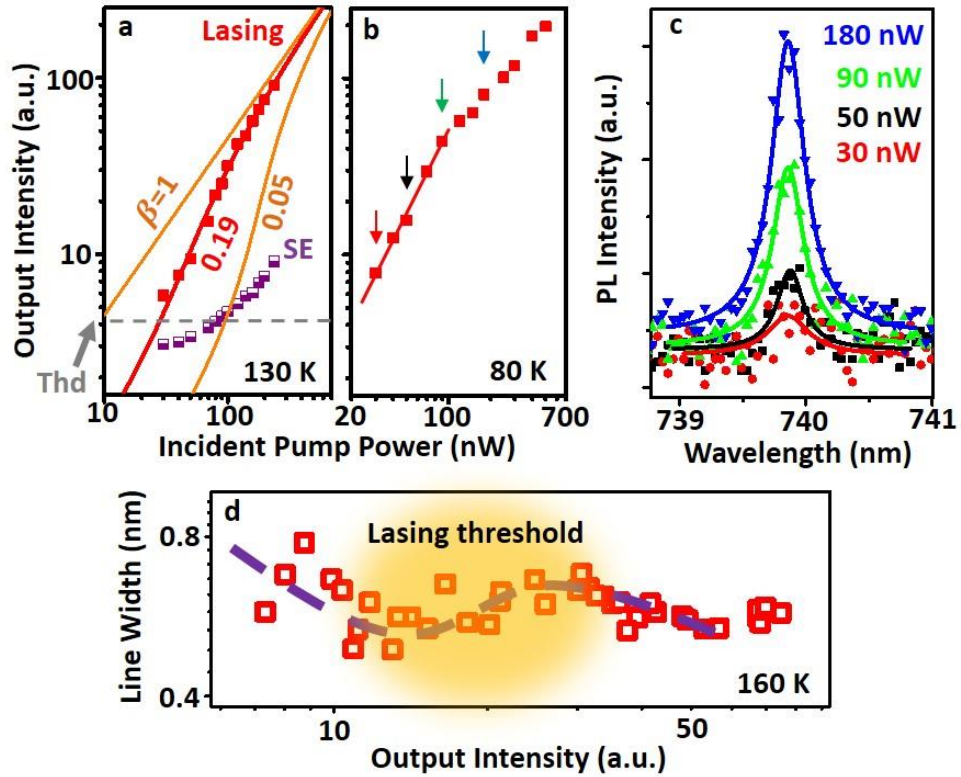 a
Lasing
β=1
0.19
0.05
SE
130 K
Thd
Output Intensity (a.u.)
100
10
10
100
b
80 K
20
100
700
Incident Pump Power (nW)
c
180 nW
90 nW
50 nW
30 nW
PL Intensity (a.u.)
739
740
741
Wavelength (nm)
d
Lasing threshold
160 K
Line Width (nm)
0.8
0.4
10
50
Output Intensity (a.u.)